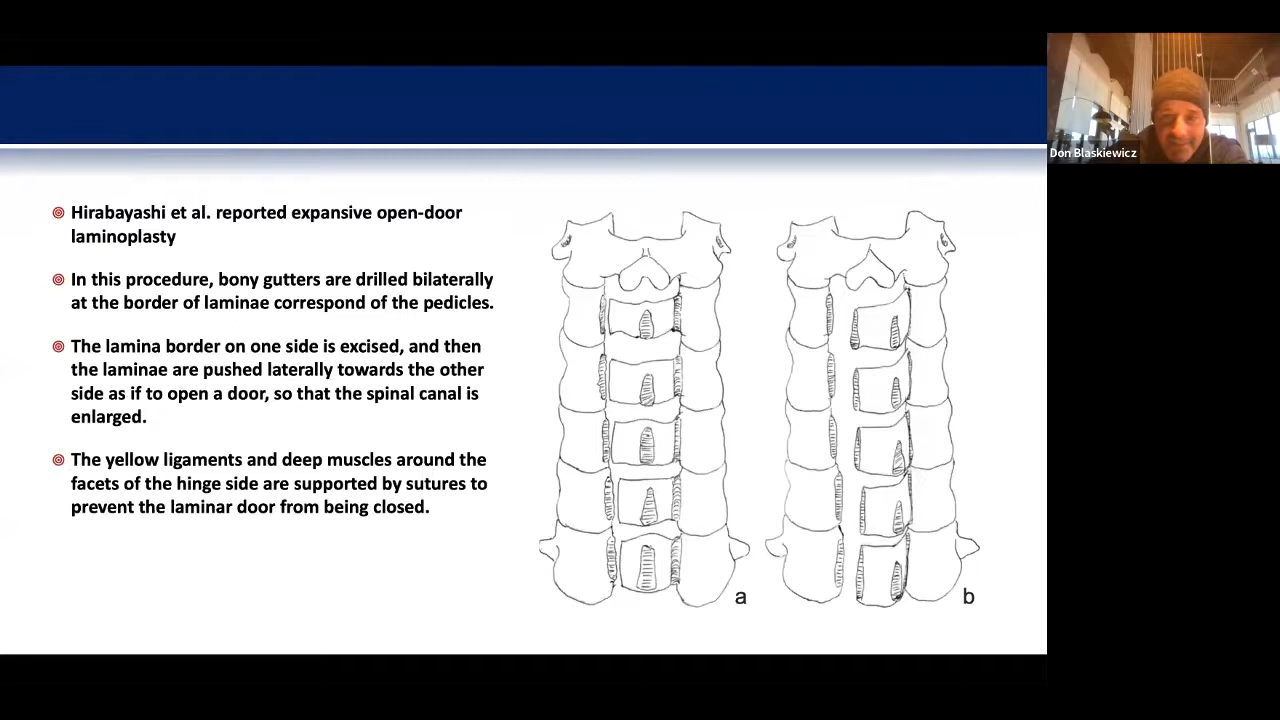 Hirabayashi et al. reported expansive open-door
laminoplasty
In this procedure, bony gutters are drilled bilaterally
at the border of laminae correspond of the pedicles.
The lamina border on one side is excised, and then
the laminae are pushed laterally towards the other
side as if to open a door, so that the spinal canal is
enlarged.
The yellow ligaments and deep muscles around the
facets of the hinge side are supported by sutures to
prevent the laminar door from being closed.
a
b
Don Blaskiewicz